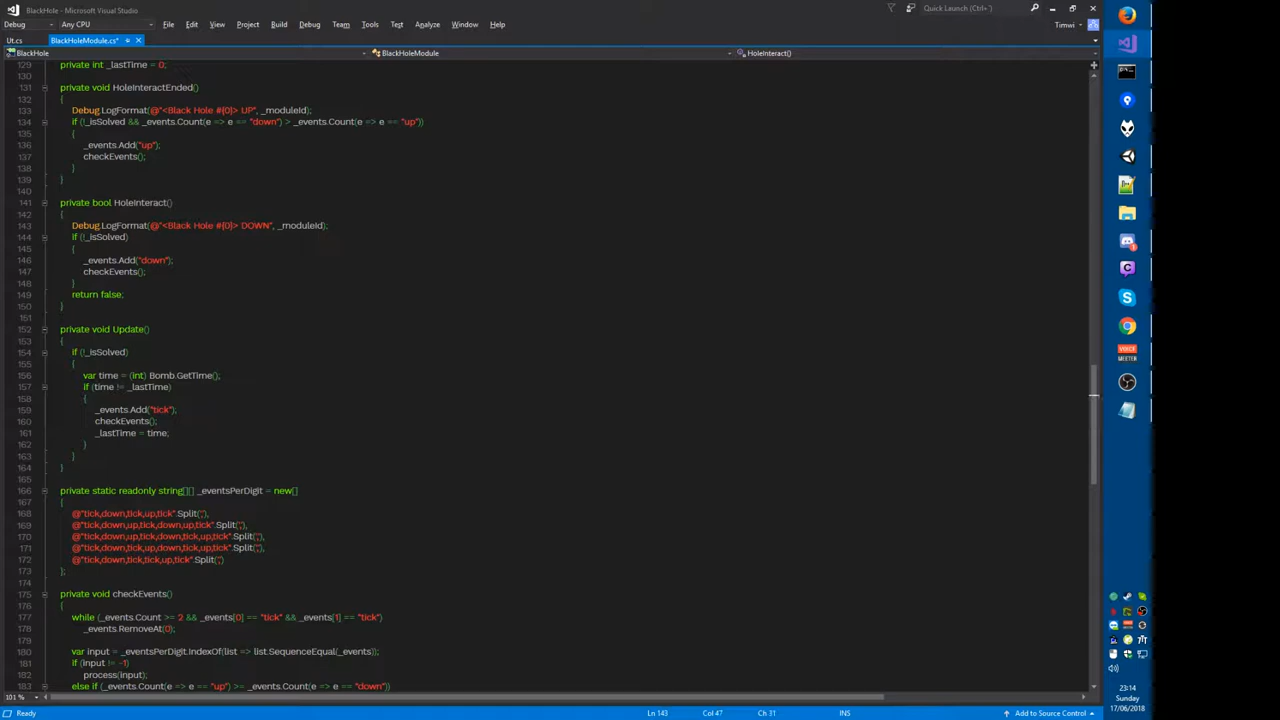 BlackHole - Microsoft Visual Studio
Quick Launch (Ctrl+`)
File Edit View Project Build Debug Team Tools Test Analyze Window Help
Timwi
Debug Any CPU
Ut.cs BlackHoleModule.cs*
BlackHole BlackHoleModule HoleInteract()
129 private int _lastTime = 0;
130
131 private void HoleInteractEnded()
132 {
133 Debug.LogFormat(@"<Black Hole #{0}> UP", _moduleId);
134 if (!_isSolved && _events.Count(e => e == "down") > _events.Count(e => e == "up"))
135 {
136 _events.Add("up");
137 checkEvents();
138 }
139 }
140
141 private bool HoleInteract()
142 {
143 Debug.LogFormat(@"<Black Hole #{0}> DOWN", _moduleId);
144 if (!_isSolved)
145 {
146 _events.Add("down");
147 checkEvents();
148 }
149 return false;
150 }
151
152 private void Update()
153 {
154 if (!_isSolved)
155 {
156 var time = (int) Bomb.GetTime();
157 if (time != _lastTime)
158 {
159 _events.Add("tick");
160 checkEvents();
161 _lastTime = time;
162 }
163 }
164 }
165
166 private static readonly string[][] _eventsPerDigit = new[]
167 {
168 @"tick,down,tick,up,tick".Split(','),
169 @"tick,down,up,tick,down,up,tick".Split(','),
170 @"tick,down,up,tick,down,tick,up,tick".Split(','),
171 @"tick,down,tick,up,down,tick,up,tick".Split(','),
172 @"tick,down,tick,tick,up,tick".Split(',')
173 };
174
175 private void checkEvents()
176 {
177 while (_events.Count >= 2 && _events[0] == "tick" && _events[1] == "tick")
178 _events.RemoveAt(0);
179
180 var input = _eventsPerDigit.IndexOf(list => list.SequenceEqual(_events));
181 if (input != -1)
182 process(input);
183 else if (_events.Count(e => e == "up") >= _events.Count(e => e == "down"))
101 %
Ready Ln 143 Col 47 Ch 31 INS Add to Source Control
VOICE
MEETER
23:14
Sunday
17/06/2018